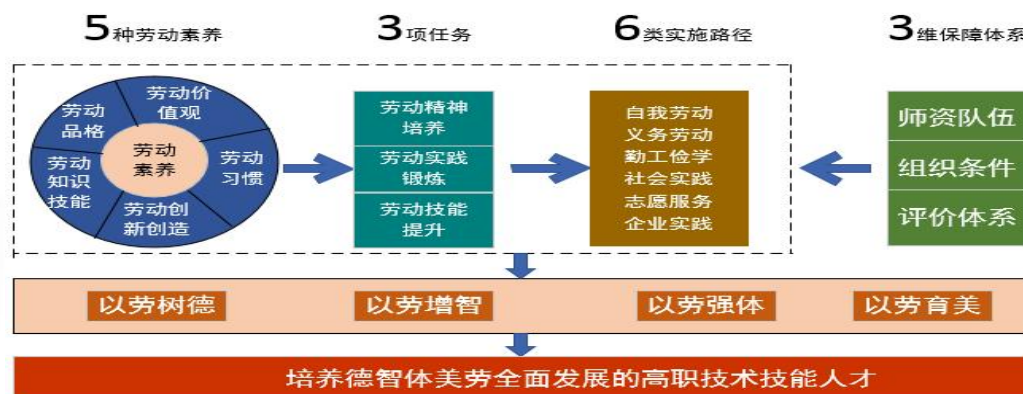 5种劳动素养
3项任务
6类实施路径
3维保障体系
劳动价
值观
劳动
品格
劳动
素养
劳动
习惯
劳动
知识
技能
劳动创
新创造
劳动精神
培养
劳动实践
锻炼
劳动技能
提升
自我劳动
义务劳动
勤工俭学
社会实践
志愿服务
企业实践
师资队伍
组织条件
评价体系
以劳树德
以劳增智
以劳强体
以劳育美
培养德智体美劳全面发展的高职技术技能人才